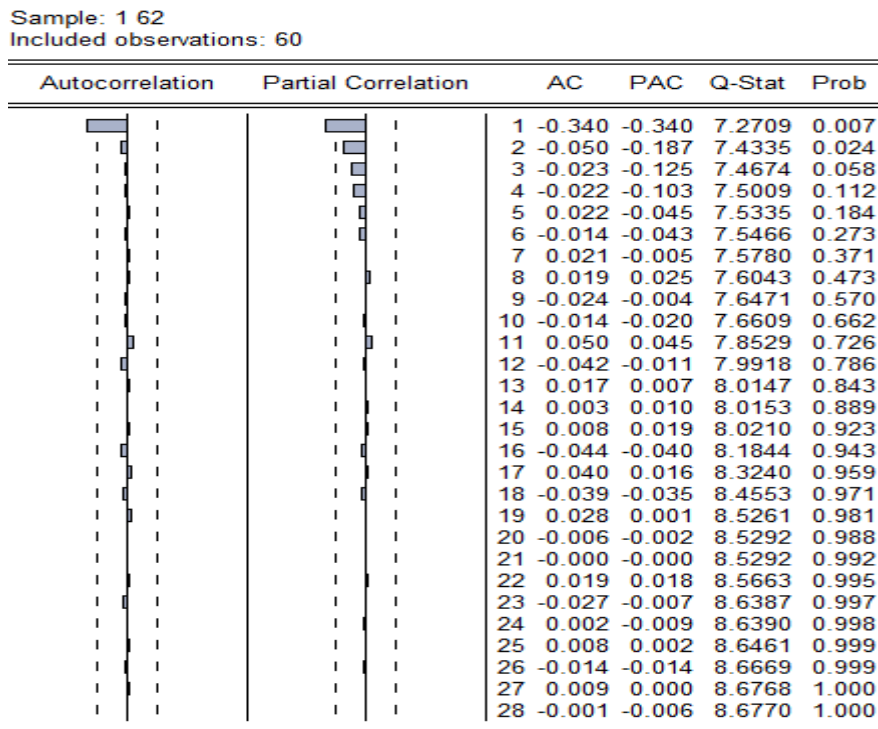 Sample: 1 62
Included observations: 60
Autocorrelation Partial Correlation AC PAC Q-Stat Prob
1 -0.340 -0.340 7.2709 0.007
2 -0.050 -0.187 7.4335 0.024
3 -0.023 -0.125 7.4674 0.058
4 -0.022 -0.103 7.5009 0.112
5 0.022 -0.045 7.5335 0.184
6 -0.014 -0.043 7.5466 0.273
7 0.021 -0.005 7.5780 0.371
8 0.019 0.025 7.6043 0.473
9 -0.024 -0.004 7.6471 0.570
10 -0.014 -0.020 7.6609 0.662
11 0.050 0.045 7.8529 0.726
12 -0.042 -0.011 7.9918 0.786
13 0.017 0.007 8.0147 0.843
14 0.003 0.010 8.0153 0.889
15 0.008 0.019 8.0210 0.923
16 -0.044 -0.040 8.1844 0.943
17 0.040 0.016 8.3240 0.959
18 -0.039 -0.035 8.4553 0.971
19 0.028 0.001 8.5261 0.981
20 -0.006 -0.002 8.5292 0.988
21 -0.000 -0.000 8.5292 0.992
22 0.019 0.018 8.5663 0.995
23 -0.027 -0.007 8.6387 0.997
24 0.002 -0.009 8.6390 0.998
25 0.008 0.002 8.6461 0.999
26 -0.014 -0.014 8.6669 0.999
27 0.009 0.000 8.6768 1.000
28 -0.001 -0.006 8.6770 1.000